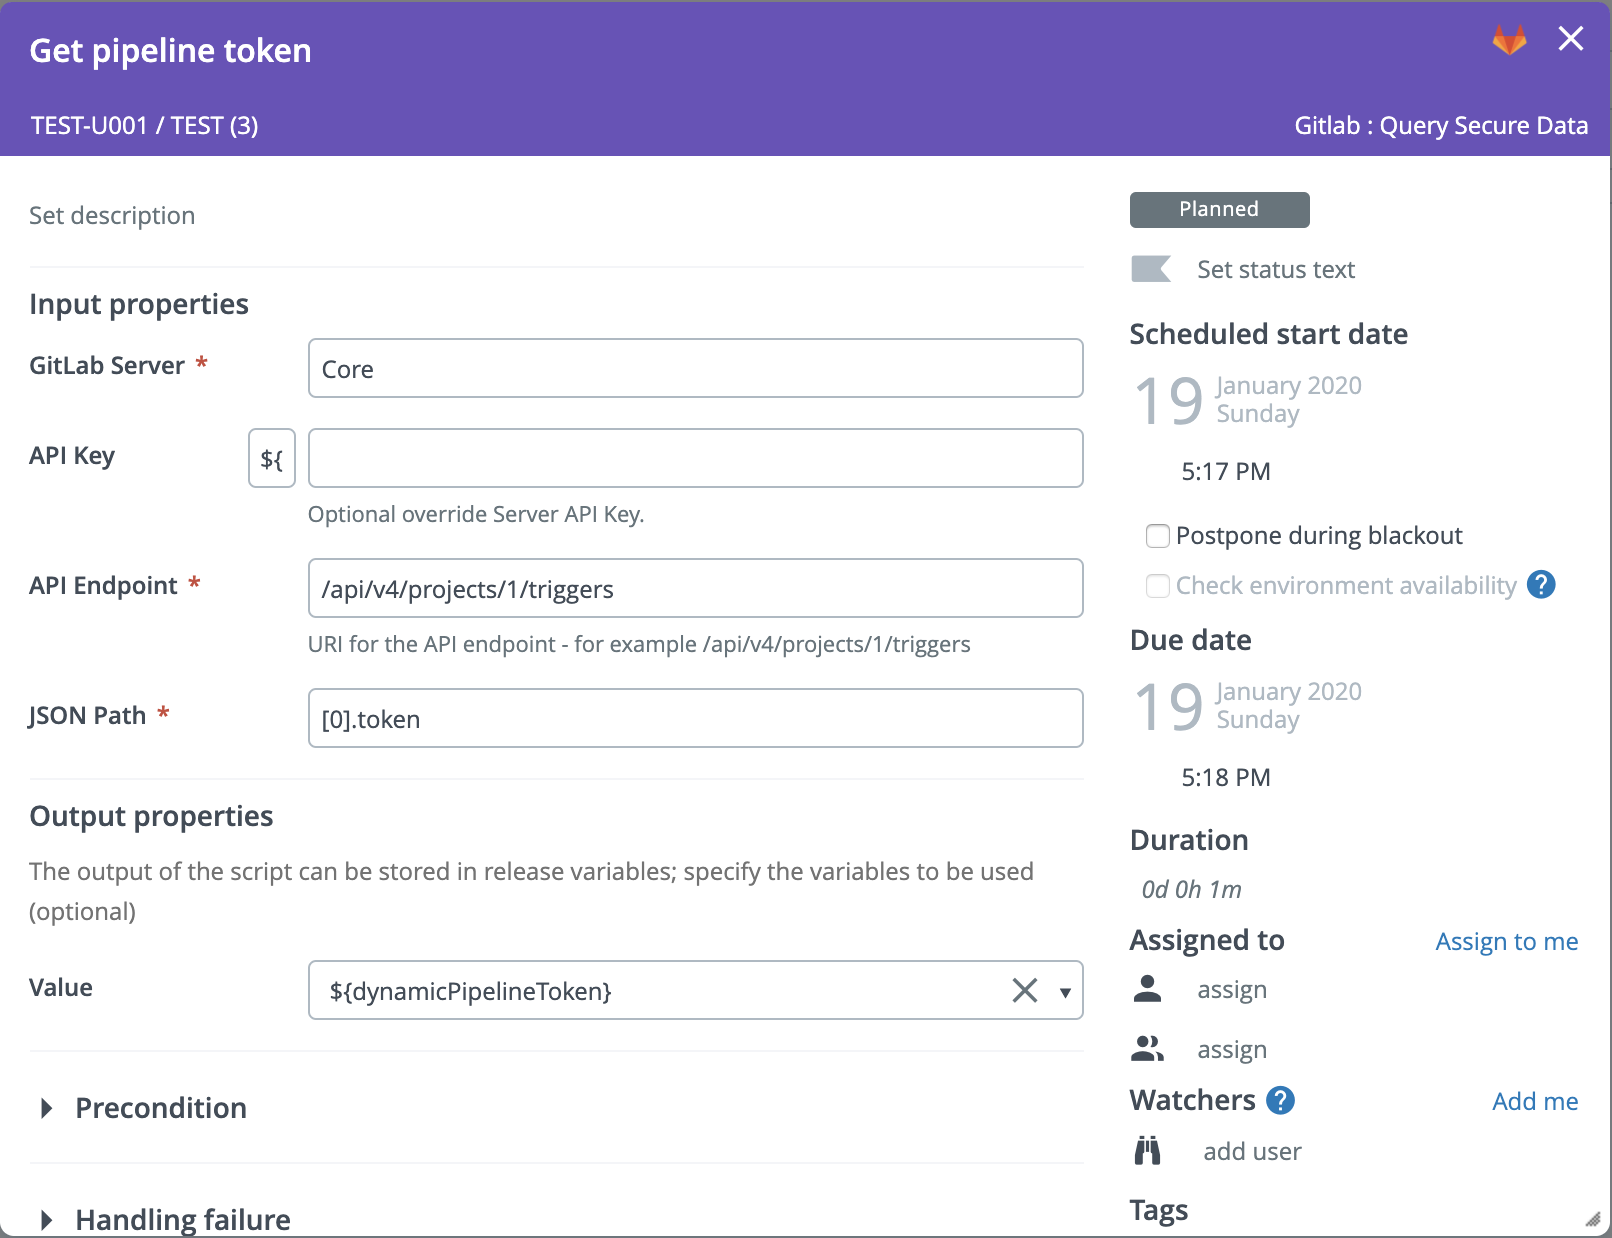 Get pipeline token
TEST-U001 / TEST (3)
Gitlab : Query Secure Data
Set description
Input properties
GitLab Server *
Core
API Key
${
Optional override Server API Key.
API Endpoint *
/api/v4/projects/1/triggers
URI for the API endpoint - for example /api/v4/projects/1/triggers
JSON Path *
[0].token
Output properties
The output of the script can be stored in release variables; specify the variables to be used
(optional)
Value
${dynamicPipelineToken}
Precondition
Handling failure
Planned
Set status text
Scheduled start date
19
January 2020
Sunday
5:17 PM
Postpone during blackout
Check environment availability ?
Due date
19
January 2020
Sunday
5:18 PM
Duration
0d 0h 1m
Assigned to
Assign to me
assign
assign
Watchers ?
Add me
add user
Tags